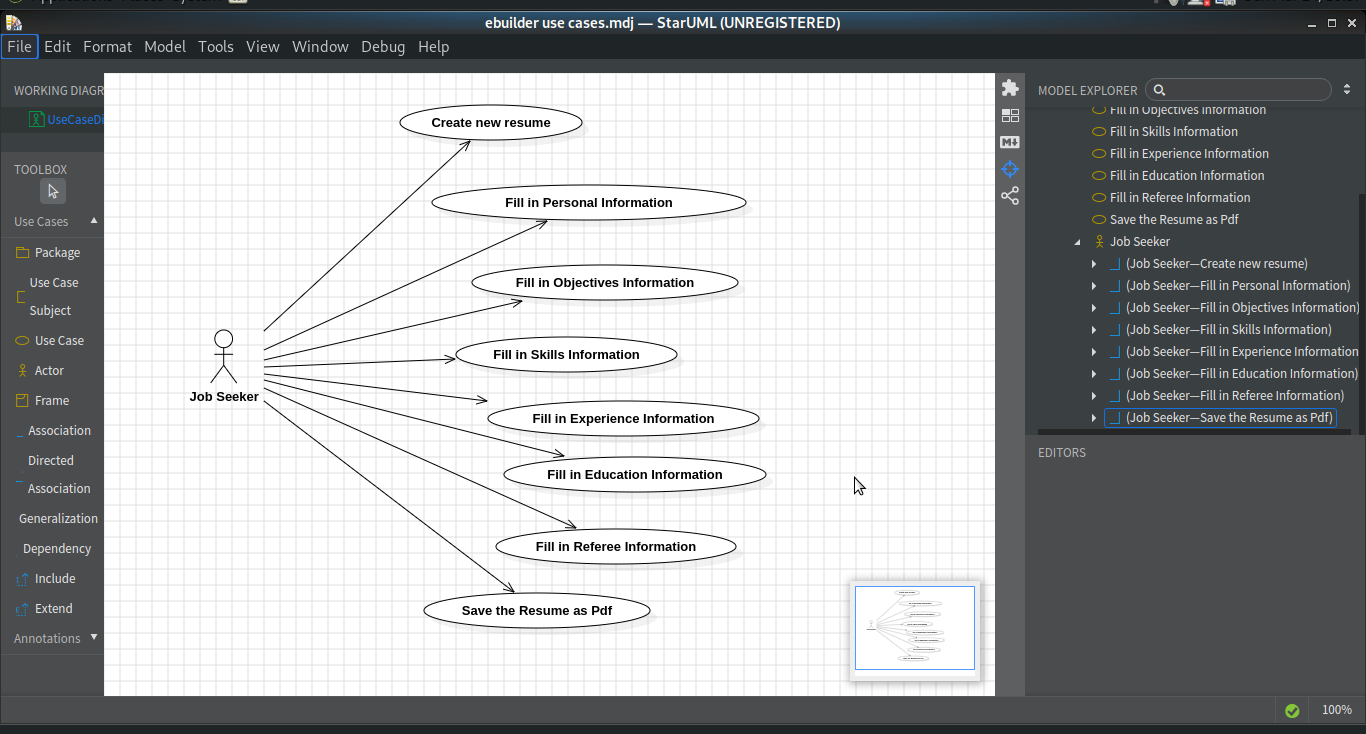 ebuilder use cases.mdj — StarUML (UNREGISTERED)
File Edit Format Model Tools View Window Debug Help
WORKING DIAGR
UseCaseDi
TOOLBOX
Use Cases
Package
Use Case
Subject
Use Case
Actor
Frame
Association
Directed
Association
Generalization
Dependency
Include
Extend
Annotations
Create new resume
Fill in Personal Information
Fill in Objectives Information
Fill in Skills Information
Job Seeker
Fill in Experience Information
Fill in Education Information
Fill in Referee Information
Save the Resume as Pdf
MODEL EXPLORER
Fill in Objectives Information
Fill in Skills Information
Fill in Experience Information
Fill in Education Information
Fill in Referee Information
Save the Resume as Pdf
Job Seeker
(Job Seeker—Create new resume)
(Job Seeker—Fill in Personal Information)
(Job Seeker—Fill in Objectives Information)
(Job Seeker—Fill in Skills Information)
(Job Seeker—Fill in Experience Information
(Job Seeker—Fill in Education Information)
(Job Seeker—Fill in Referee Information)
(Job Seeker—Save the Resume as Pdf)
EDITORS
100%